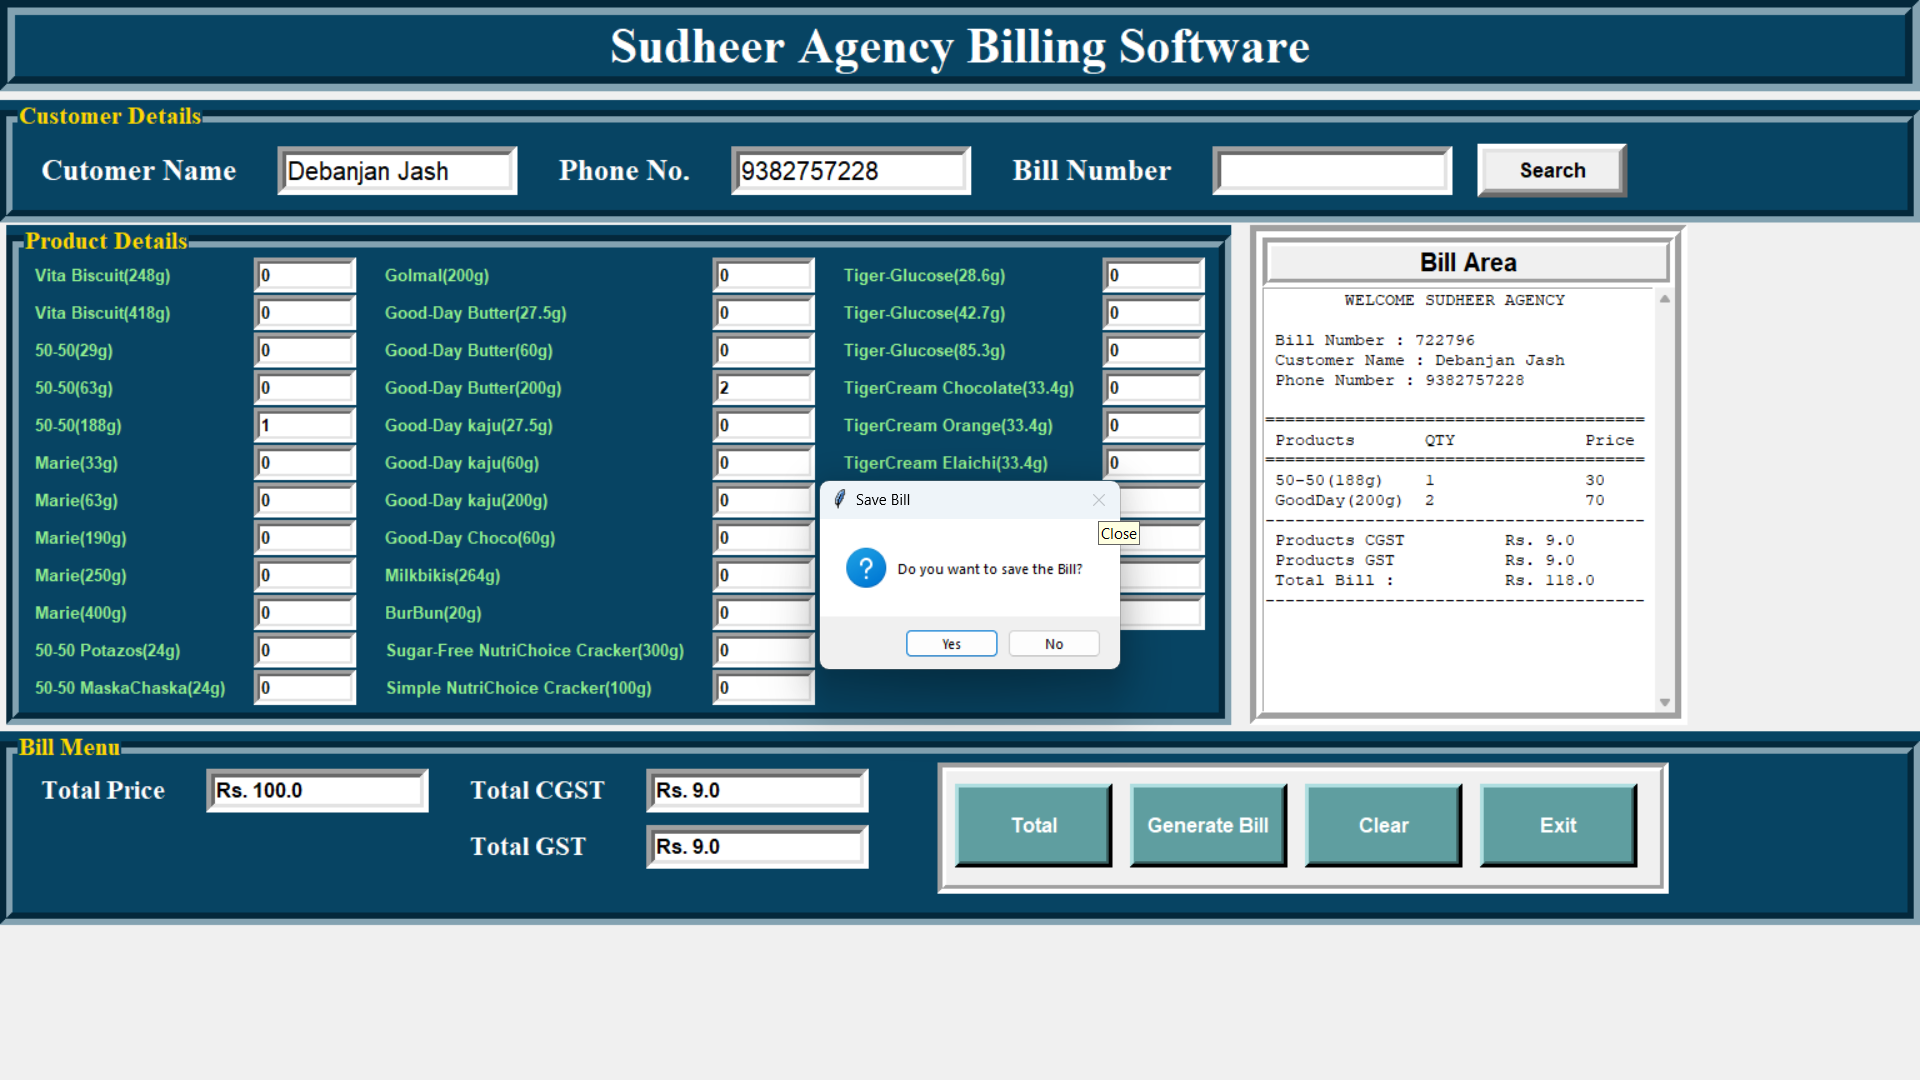 Sudheer Agency Billing Software
Customer Details
Cutomer Name Debanjan Jash Phone No. 9382757228 Bill Number Search
Product Details
Vita Biscuit(248g) 0 Golmal(200g) 0 Tiger-Glucose(28.6g) 0
Vita Biscuit(418g) 0 Good-Day Butter(27.5g) 0 Tiger-Glucose(42.7g) 0
50-50(29g) 0 Good-Day Butter(60g) 0 Tiger-Glucose(85.3g) 0
50-50(63g) 0 Good-Day Butter(200g) 2 TigerCream Chocolate(33.4g) 0
50-50(188g) 1 Good-Day kaju(27.5g) 0 TigerCream Orange(33.4g) 0
Marie(33g) 0 Good-Day kaju(60g) 0 TigerCream Elaichi(33.4g) 0
Marie(63g) 0 Good-Day kaju(200g) 0
Marie(190g) 0 Good-Day Choco(60g) 0
Marie(250g) 0 Milkbikis(264g) 0
Marie(400g) 0 BurBun(20g) 0
50-50 Potazos(24g) 0 Sugar-Free NutriChoice Cracker(300g) 0
50-50 MaskaChaska(24g) 0 Simple NutriChoice Cracker(100g) 0
Save Bill
Close
Do you want to save the Bill?
Yes No
Bill Area
WELCOME SUDHEER AGENCY
Bill Number : 722796
Customer Name : Debanjan Jash
Phone Number : 9382757228
======================================
Products QTY Price
======================================
50-50(188g) 1 30
GoodDay(200g) 2 70
--------------------------------------
Products CGST Rs. 9.0
Products GST Rs. 9.0
Total Bill : Rs. 118.0
--------------------------------------
Bill Menu
Total Price Rs. 100.0 Total CGST Rs. 9.0
Total GST Rs. 9.0
Total Generate Bill Clear Exit